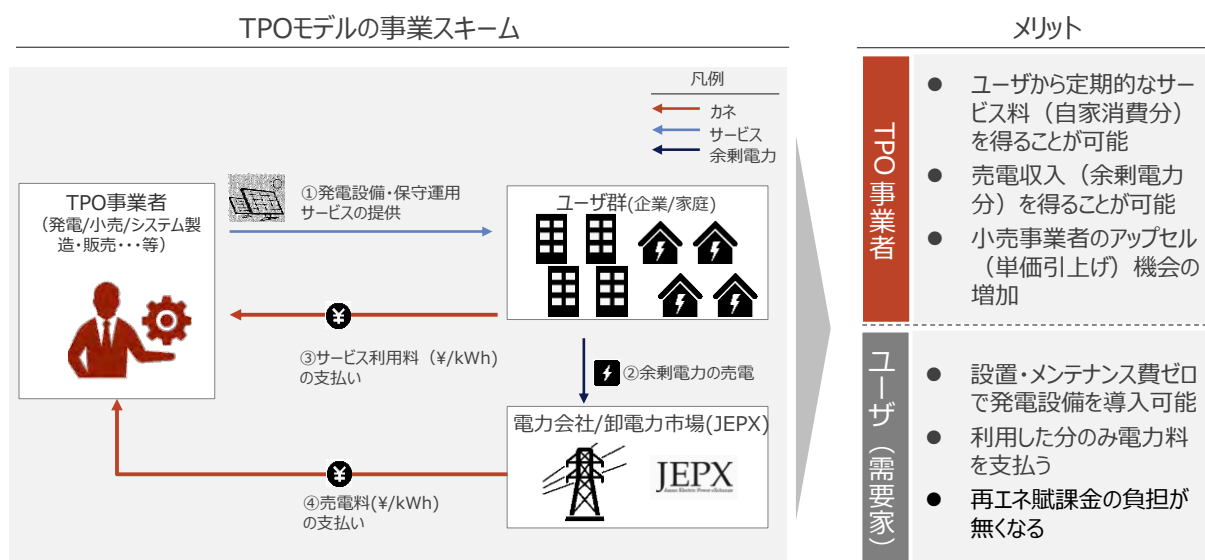 TPOモデルの事業スキーム
凡例
カネ
サービス
余剰電力
TPO事業者
（発電/小売/システム製
造・販売・・・等）
①発電設備・保守運用
サービスの提供
ユーザ群(企業/家庭)
¥
③サービス利用料（¥/kWh）
の支払い
②余剰電力の売電
電力会社/卸電力市場(JEPX)
JEPX
Japan Electric Power eXchange
¥
④売電料(¥/kWh)
の支払い
メリット
TPO事業者
● ユーザから定期的なサー
ビス料（自家消費分）
を得ることが可能
● 売電収入（余剰電力
分）を得ることが可能
● 小売事業者のアップセル
（単価引上げ）機会の
増加
ユーザ（需要家）
● 設置・メンテナンス費ゼロ
で発電設備を導入可能
● 利用した分のみ電力料
を支払う
● 再エネ賦課金の負担が
無くなる